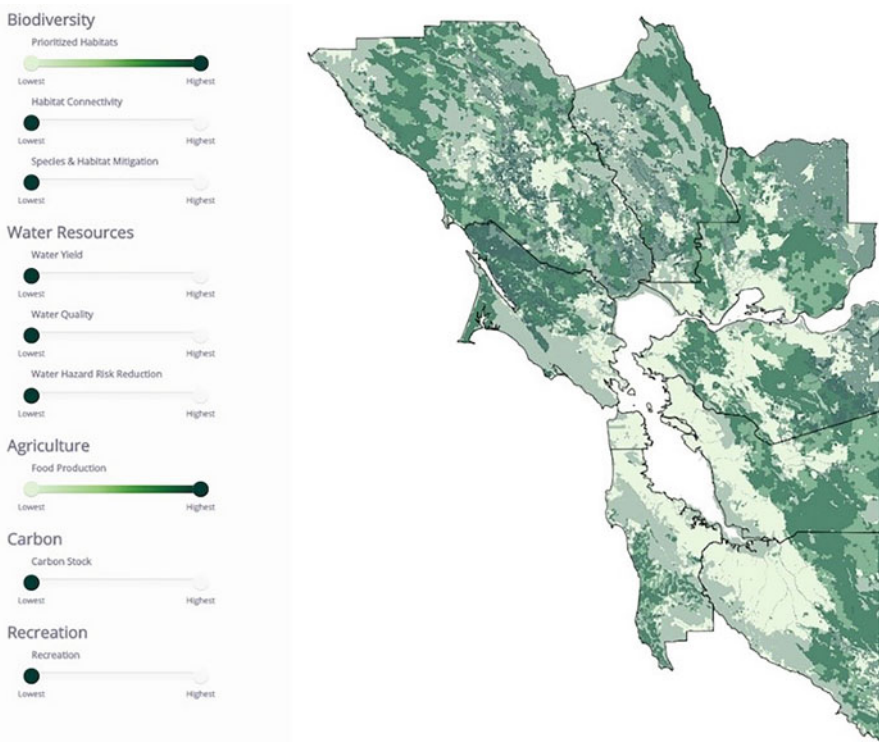 Biodiversity
Prioritized Habitats
Lowest Highest
Habitat Connectivity
Lowest Highest
Species & Habitat Mitigation
Lowest Highest
Water Resources
Water Yield
Lowest Highest
Water Quality
Lowest Highest
Water Hazard Risk Reduction
Lowest Highest
Agriculture
Food Production
Lowest Highest
Carbon
Carbon Stock
Lowest Highest
Recreation
Recreation
Lowest Highest